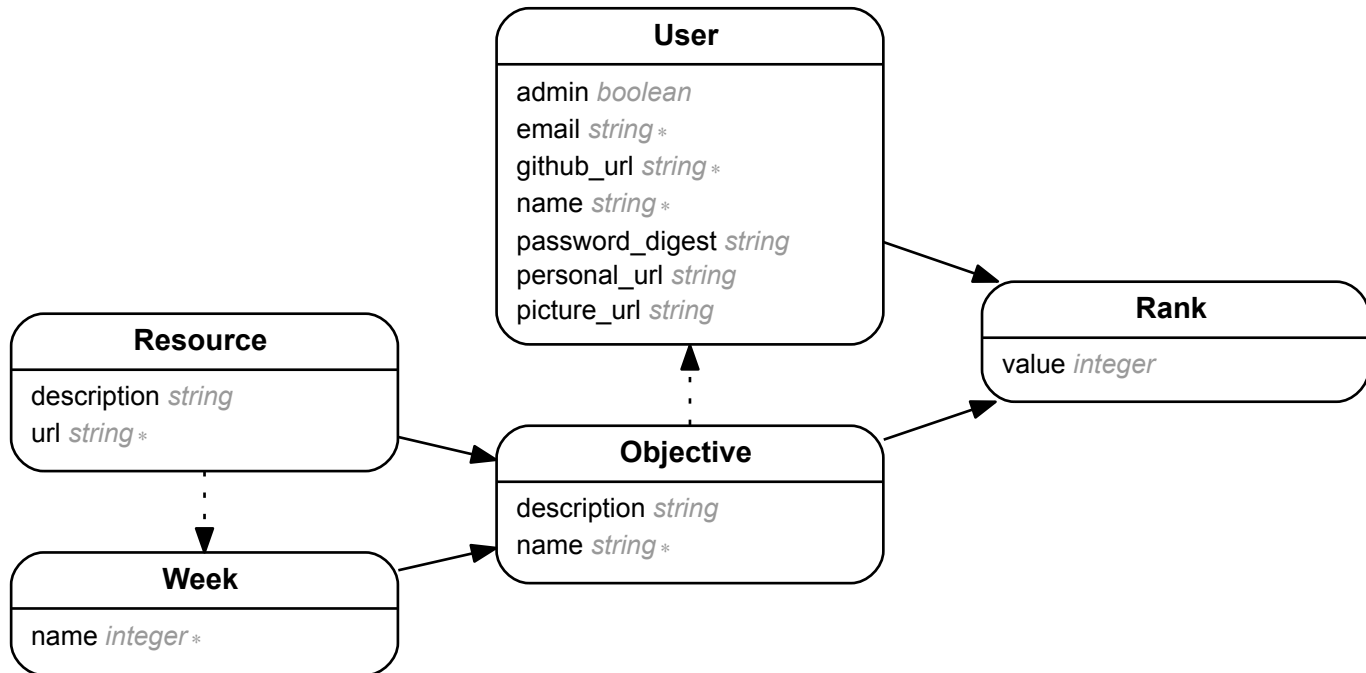 User
admin boolean
email string *
github_url string *
name string *
password_digest string
personal_url string
picture_url string
Rank
value integer
Resource
description string
url string *
Objective
description string
name string *
Week
name integer *